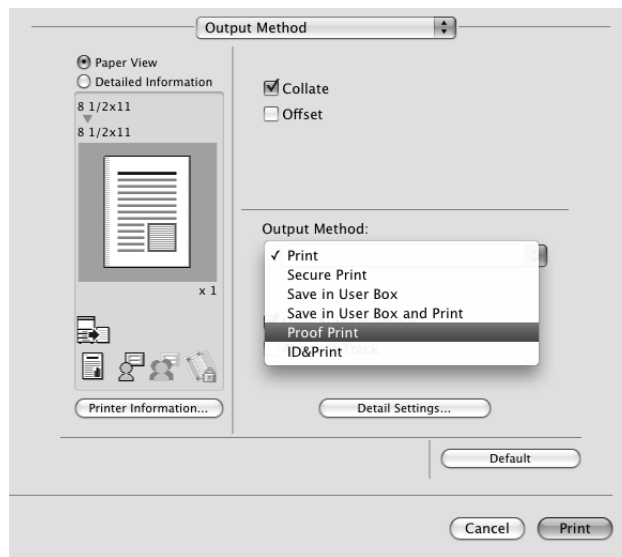 Output Method
Paper View
Detailed Information
8 1/2x11
8 1/2x11
x 1
Printer Information...
Collate
Offset
Output Method:
✓ Print
Secure Print
Save in User Box
Save in User Box and Print
Proof Print
ID&Print
Detail Settings...
Default
Cancel
Print